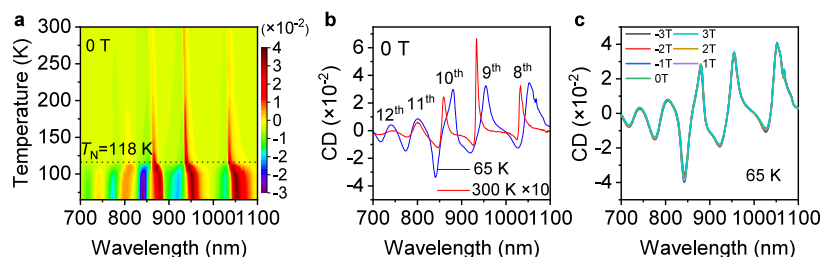 a
0 T
Temperature (K)
300
250
200
150
100
T_N=118 K
700 800 900 1000 1100
Wavelength (nm)
(×10⁻²)
4
3
2
1
0
−1
−2
−3
b
0 T
CD (×10⁻²)
6
4
2
0
−2
−4
12th 11th 10th 9th 8th
65 K
300 K ×10
700 800 900 1000 1100
Wavelength (nm)
c
-3T 3T
-2T 2T
-1T 1T
0T
CD (×10⁻²)
4
2
0
−2
−4
65 K
700 800 900 1000 1100
Wavelength (nm)